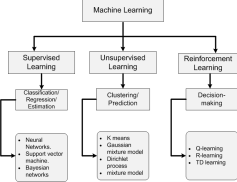 Machine Learning
Supervised
Learning
Unsupervised
Learning
Reinforcement
Learning
Classification/
Regression/
Estimation
Clustering/
Prediction
Decision-
making
• Neural
Networks.
• Support vector
machine.
• Bayesian
networks
• K means
• Gaussian
mixture model
• Dirichlet
process
• mixture model
• Q-learning
• R-learning
• TD learning